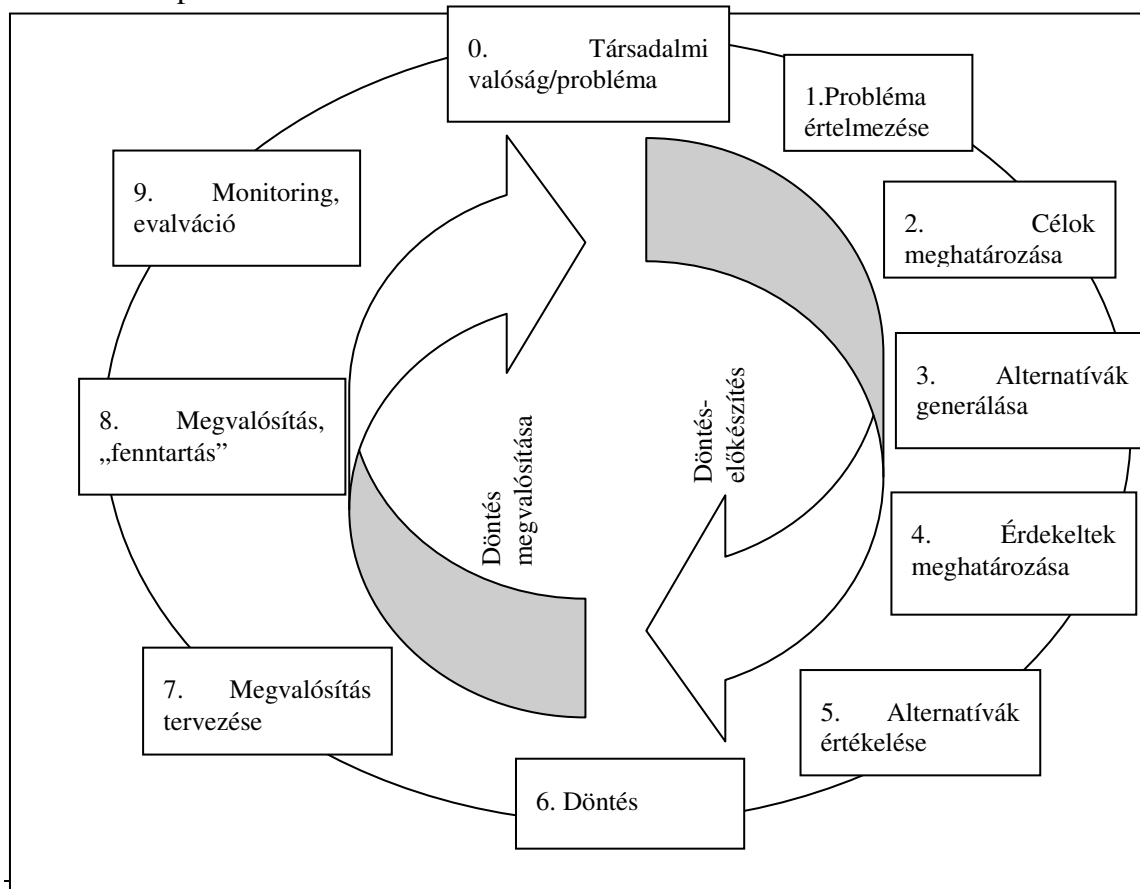 0. Társadalmi
valóság/probléma
1.Probléma
értelmezése
2. Célok
meghatározása
3. Alternatívák
generálása
4. Érdekeltek
meghatározása
5. Alternatívák
értékelése
6. Döntés
7. Megvalósítás
tervezése
8. Megvalósítás,
„fenntartás”
9. Monitoring,
evalváció
Döntés
megvalósítása
Döntés-
előkészítés